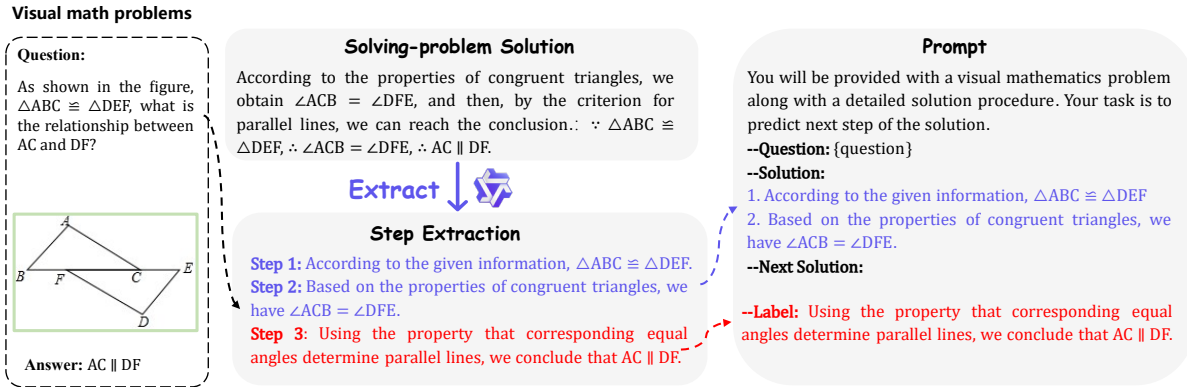 Visual math problems
Question:
As shown in the figure,
△ABC ≌ △DEF, what is
the relationship between
AC and DF?
A
B
F
C
E
D
Answer: AC ∥ DF
Solving-problem Solution
According to the properties of congruent triangles, we
obtain ∠ACB = ∠DFE, and then, by the criterion for
parallel lines, we can reach the conclusion.: ∵ △ABC ≌
△DEF, ∴ ∠ACB = ∠DFE, ∴ AC ∥ DF.
Extract
Step Extraction
Step 1: According to the given information, △ABC ≌ △DEF.
Step 2: Based on the properties of congruent triangles, we
have ∠ACB = ∠DFE.
Step 3: Using the property that corresponding equal
angles determine parallel lines, we conclude that AC ∥ DF.
Prompt
You will be provided with a visual mathematics problem
along with a detailed solution procedure. Your task is to
predict next step of the solution.
--Question: {question}
--Solution:
1. According to the given information, △ABC ≌ △DEF
2. Based on the properties of congruent triangles, we
have ∠ACB = ∠DFE.
--Next Solution:
--Label: Using the property that corresponding equal
angles determine parallel lines, we conclude that AC ∥ DF.